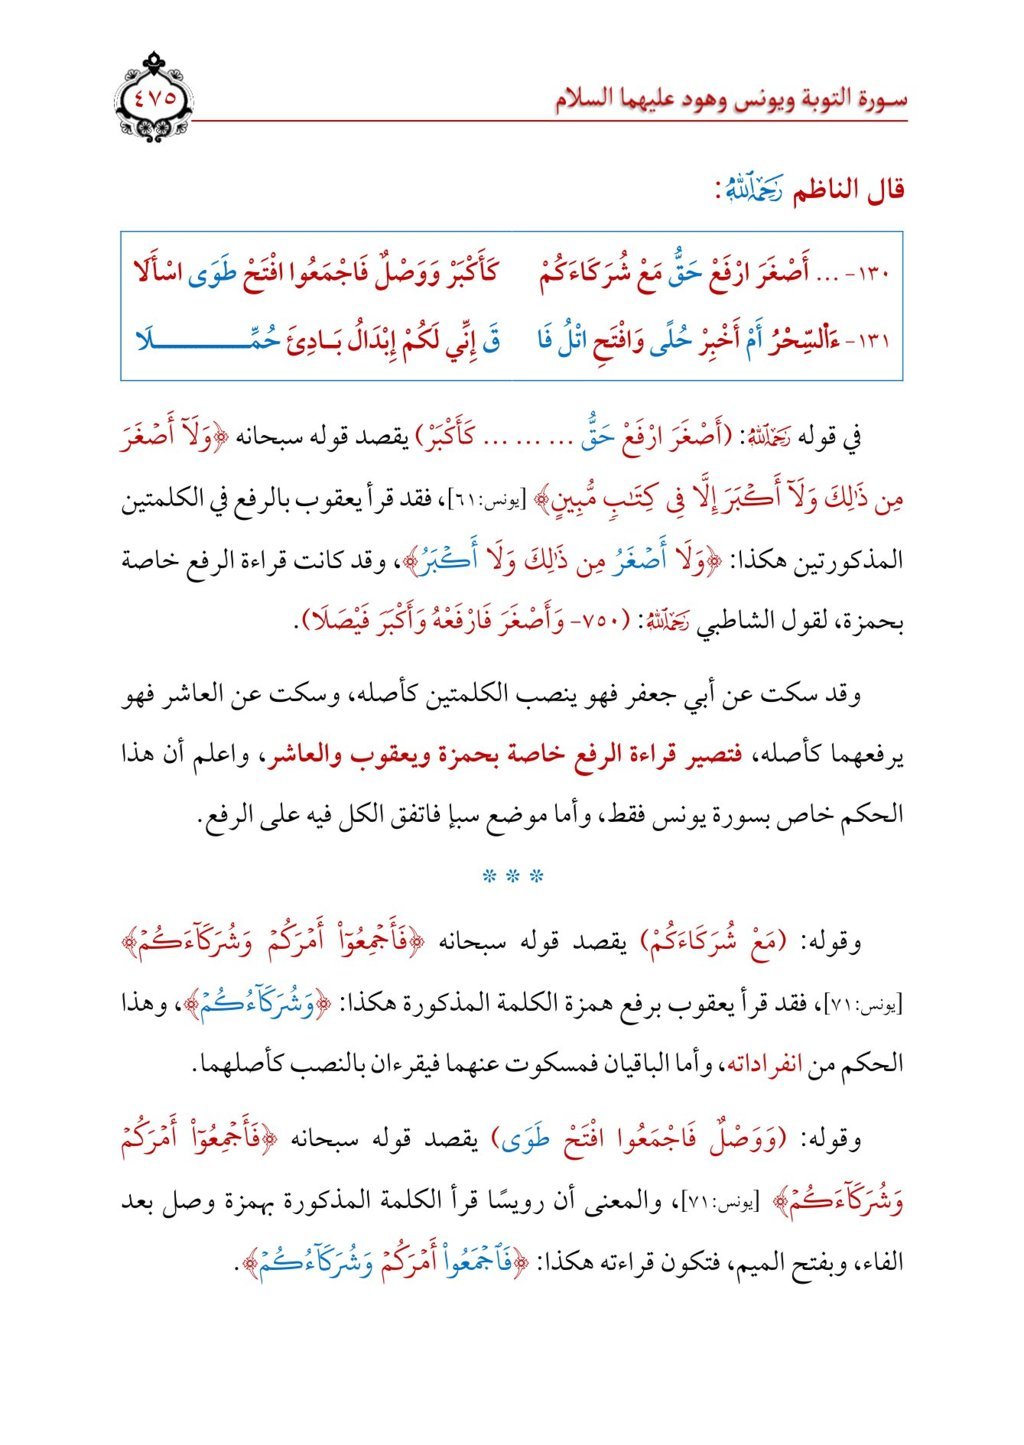 سورة التوبة ويونس وهود عليهما السلام
٤٧٥
قال الناظم رَحِمَهُ ٱللَّهُ:
١٣٠- ... أَصْغَرَ ارْفَعْ حَقُّ مَعْ شُرَكَاءَكُمْ كَأَكْبَرْ وَوَصْلٌ فَاجْمَعُوا افْتَحْ طَوَى اسْأَلَا
١٣١- ءَاَلسِّحْرُ أَمْ أَخْبِرْ حُلًى وَافْتَحِ اتْلُ فَا قَ إِنِّي لَكُمْ إِبْدَالُ بَـادِئَ حُمِّـــــــــــلَا
في قوله رَحِمَهُ ٱللَّهُ: (أَصْغَرَ ارْفَعْ حَقُّ ... ... ... كَأَكْبَرْ) يقصد قوله سبحانه ﴿وَلَآ أَصۡغَرَ
مِن ذَٰلِكَ وَلَآ أَكۡبَرَ إِلَّا فِى كِتَٰبٖ مُّبِينٍ﴾ [يونس:٦١]، فقد قرأ يعقوب بالرفع في الكلمتين
المذكورتين هكذا: ﴿وَلَا أَصۡغَرُ مِن ذَٰلِكَ وَلَا أَكۡبَرُ﴾، وقد كانت قراءة الرفع خاصة
بحمزة، لقول الشاطبي رَحِمَهُ ٱللَّهُ: (٧٥٠- وَأَصْغَرَ فَارْفَعْهُ وَأَكْبَرَ فَيْصَلَا).
وقد سكت عن أبي جعفر فهو ينصب الكلمتين كأصله، وسكت عن العاشر فهو
يرفعهما كأصله، فتصير قراءة الرفع خاصة بحمزة ويعقوب والعاشر، واعلم أن هذا
الحكم خاص بسورة يونس فقط، وأما موضع سبإ فاتفق الكل فيه على الرفع.
* * *
وقوله: (مَعْ شُرَكَاءَكُمْ) يقصد قوله سبحانه ﴿فَأَجۡمِعُوٓاْ أَمۡرَكُمۡ وَشُرَكَآءَكُمۡ﴾
[يونس:٧١]، فقد قرأ يعقوب برفع همزة الكلمة المذكورة هكذا: ﴿وَشُرَكَآءُكُمۡ﴾، وهذا
الحكم من انفراداته، وأما الباقيان فمسكوت عنهما فيقرءان بالنصب كأصلهما.
وقوله: (وَوَصْلٌ فَاجْمَعُوا افْتَحْ طَوَى) يقصد قوله سبحانه ﴿فَأَجۡمِعُوٓاْ أَمۡرَكُمۡ
وَشُرَكَآءَكُمۡ﴾ [يونس:٧١]، والمعنى أن رويسًا قرأ الكلمة المذكورة بهمزة وصل بعد
الفاء، وبفتح الميم، فتكون قراءته هكذا: ﴿فَٱجۡمَعُواْ أَمۡرَكُمۡ وَشُرَكَآءُكُمۡ﴾.